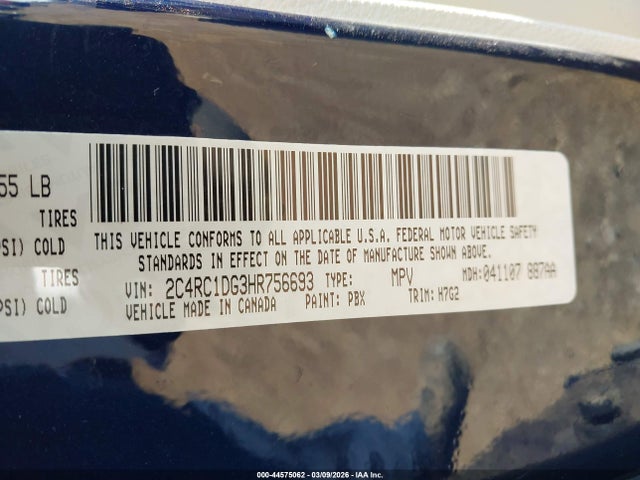 55 LB
TIRES
PSI) COLD
TIRES
PSI) COLD
THIS VEHICLE CONFORMS TO ALL APPLICABLE U.S.A. FEDERAL MOTOR VEHICLE SAFETY
STANDARDS IN EFFECT ON THE DATE OF MANUFACTURE SHOWN ABOVE.
VIN: 2C4RC1DG3HR756693 TYPE: MPV MDH: 041107 887AA
VEHICLE MADE IN CANADA PAINT: PBX TRIM: H7G2
000-44575062 - 03/09/2026 - IAA Inc.